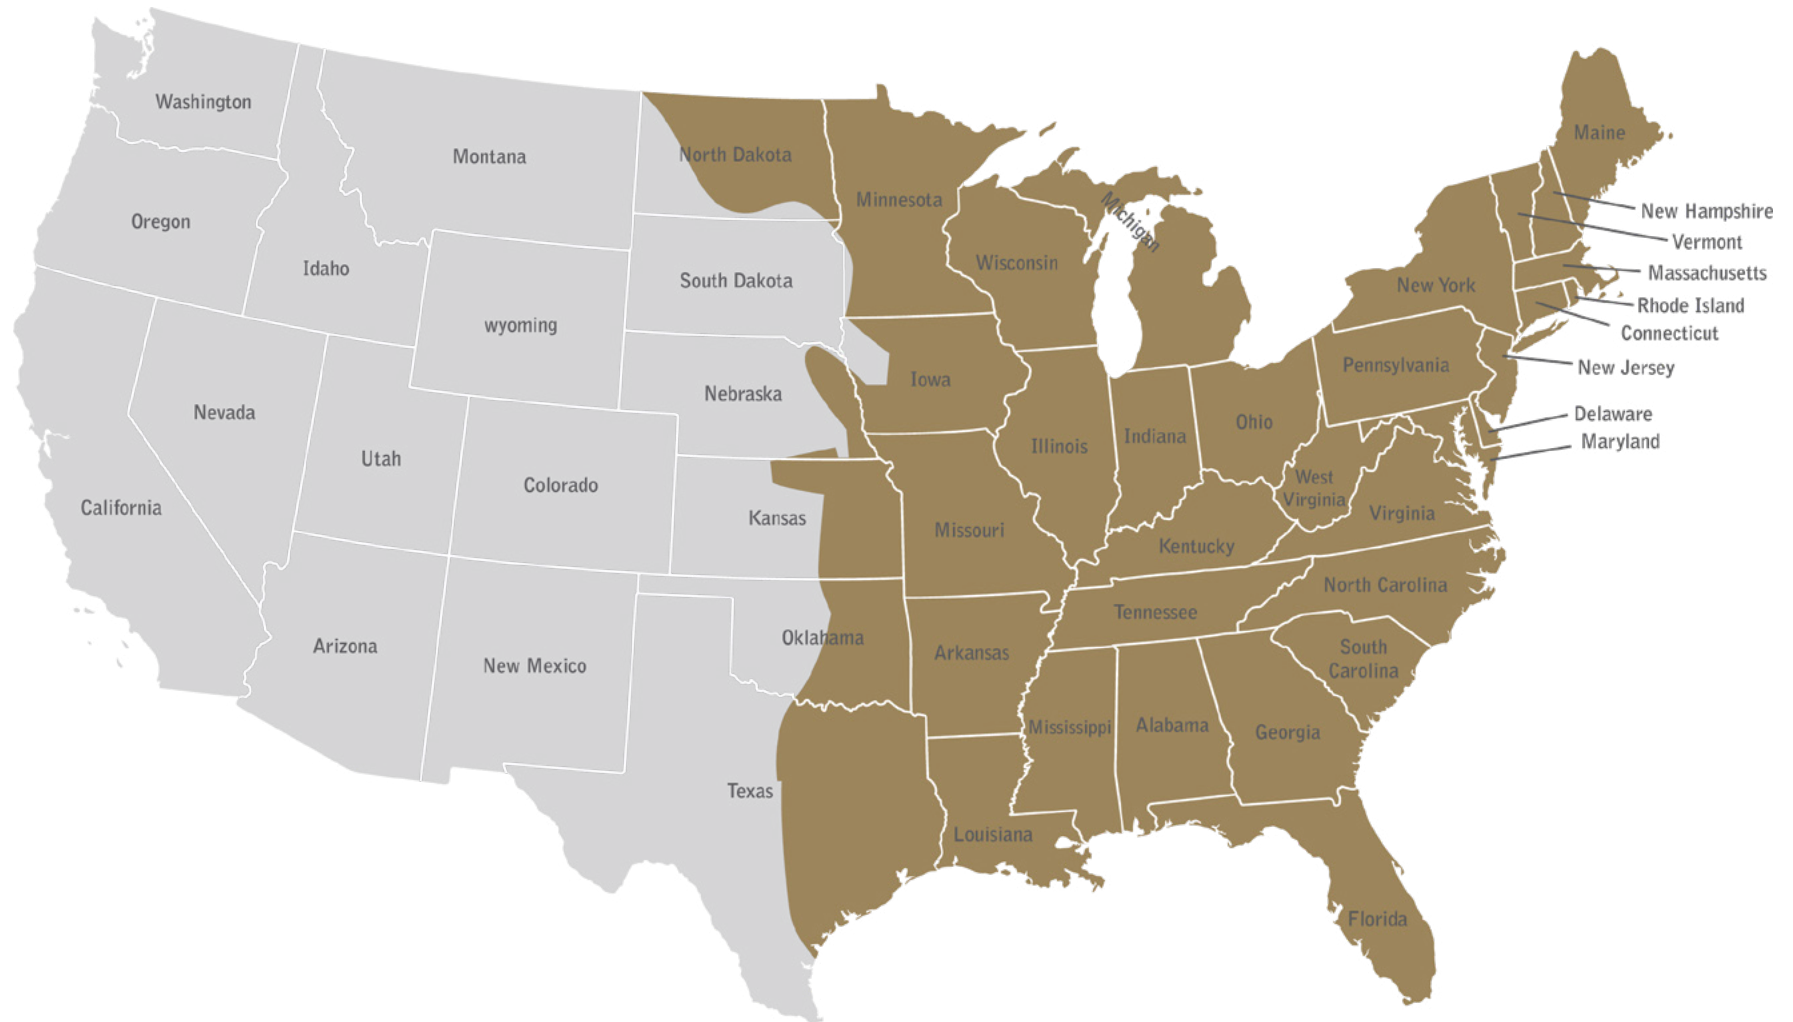 Washington
Montana
North Dakota
Minnesota
Maine
Oregon
Idaho
wyoming
South Dakota
Wisconsin
Michigan
New York
New Hampshire
Vermont
Massachusetts
Rhode Island
Connecticut
New Jersey
Delaware
Maryland
Pennsylvania
Nevada
Utah
Colorado
Nebraska
Iowa
Illinois
Indiana
Ohio
West
Virginia
Virginia
California
Kansas
Missouri
Kentucky
North Carolina
Tennessee
South
Carolina
Arizona
New Mexico
Oklahoma
Arkansas
Mississippi
Alabama
Georgia
Texas
Louisiana
Florida